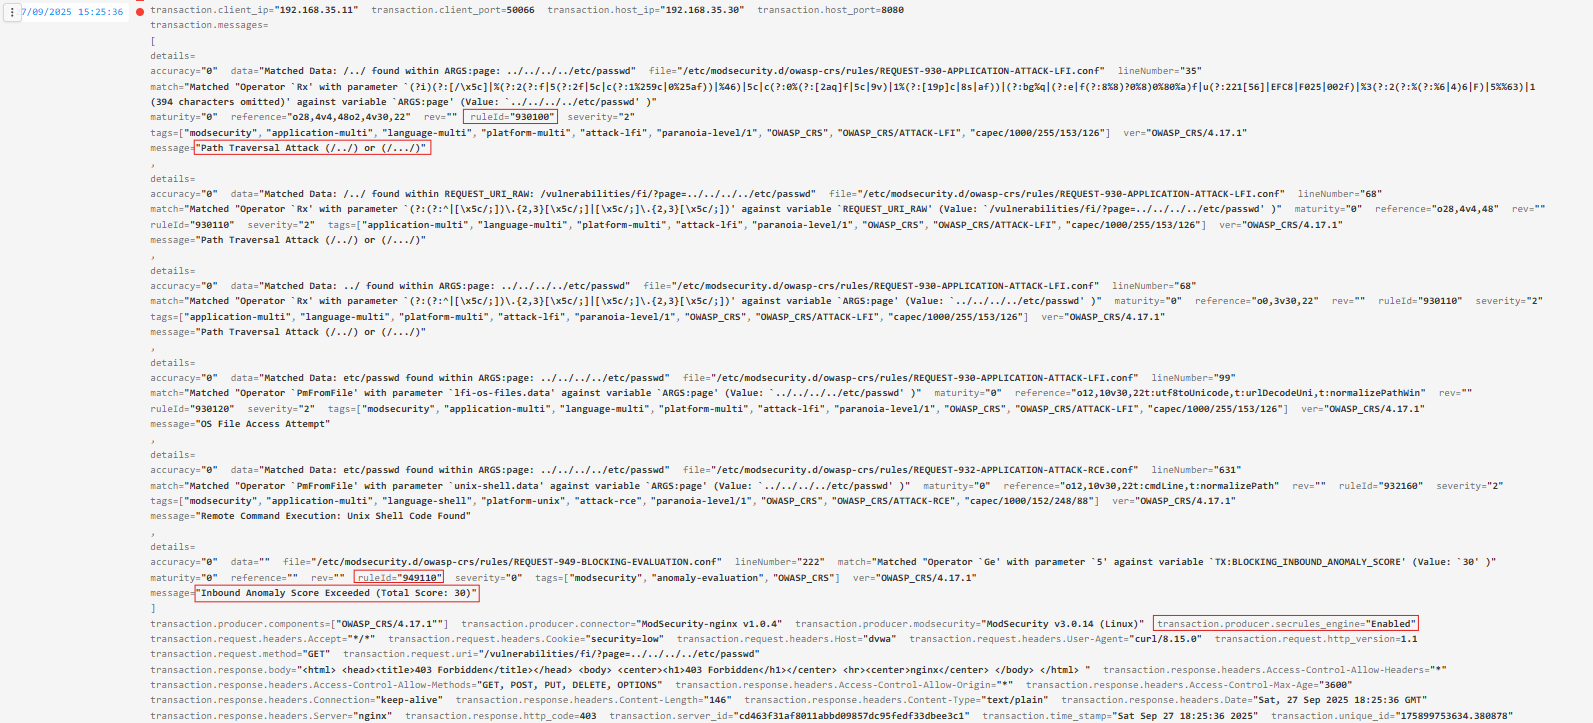 7/09/2025 15:25:36 transaction.client_ip="192.168.35.11" transaction.client_port=50066 transaction.host_ip="192.168.35.30" transaction.host_port=8080
transaction.messages=
[
details=
accuracy="0" data="Matched Data: /../ found within ARGS:page: ../../../../etc/passwd" file="/etc/modsecurity.d/owasp-crs/rules/REQUEST-930-APPLICATION-ATTACK-LFI.conf" lineNumber="35"
match="Matched "Operator `Rx' with parameter `(?i)(?:[/\x5c]|%(?:2(?:f|5(?:2f|5c|c(?:1%259c|0%25af))|%46)|5c|c(?:0%(?:[2aq]f|5c|9v)|1%(?:[19p]c|8s|af))|(?:bg%q|(?:e|f(?:8%8)?0%8)0%80%a)f|u(?:221[56]|EFC8|F025|002f)|%3(?:2(?:%(?:%6|4)6|F)|5%%63)|1
(394 characters omitted)' against variable `ARGS:page' (Value: `../../../../etc/passwd' )"
maturity="0" reference="o28,4v4,48o2,4v30,22" rev="" ruleId="930100" severity="2"
tags=["modsecurity", "application-multi", "language-multi", "platform-multi", "attack-lfi", "paranoia-level/1", "OWASP_CRS", "OWASP_CRS/ATTACK-LFI", "capec/1000/255/153/126"] ver="OWASP_CRS/4.17.1"
message="Path Traversal Attack (/../) or (/.../)"
,
details=
accuracy="0" data="Matched Data: /../ found within REQUEST_URI_RAW: /vulnerabilities/fi/?page=../../../../etc/passwd" file="/etc/modsecurity.d/owasp-crs/rules/REQUEST-930-APPLICATION-ATTACK-LFI.conf" lineNumber="68"
match="Matched "Operator `Rx' with parameter `(?:(?:^|[\x5c/;])\.{2,3}[\x5c/;]|[\x5c/;]\.{2,3}[\x5c/;])' against variable `REQUEST_URI_RAW' (Value: `/vulnerabilities/fi/?page=../../../../etc/passwd' )" maturity="0" reference="o28,4v4,48" rev=""
ruleId="930110" severity="2" tags=["application-multi", "language-multi", "platform-multi", "attack-lfi", "paranoia-level/1", "OWASP_CRS", "OWASP_CRS/ATTACK-LFI", "capec/1000/255/153/126"] ver="OWASP_CRS/4.17.1"
message="Path Traversal Attack (/../) or (/.../)"
,
details=
accuracy="0" data="Matched Data: ../ found within ARGS:page: ../../../../etc/passwd" file="/etc/modsecurity.d/owasp-crs/rules/REQUEST-930-APPLICATION-ATTACK-LFI.conf" lineNumber="68"
match="Matched "Operator `Rx' with parameter `(?:(?:^|[\x5c/;])\.{2,3}[\x5c/;]|[\x5c/;]\.{2,3}[\x5c/;])' against variable `ARGS:page' (Value: `../../../../etc/passwd' )" maturity="0" reference="o0,3v30,22" rev="" ruleId="930110" severity="2"
tags=["application-multi", "language-multi", "platform-multi", "attack-lfi", "paranoia-level/1", "OWASP_CRS", "OWASP_CRS/ATTACK-LFI", "capec/1000/255/153/126"] ver="OWASP_CRS/4.17.1"
message="Path Traversal Attack (/../) or (/.../)"
,
details=
accuracy="0" data="Matched Data: etc/passwd found within ARGS:page: ../../../../etc/passwd" file="/etc/modsecurity.d/owasp-crs/rules/REQUEST-930-APPLICATION-ATTACK-LFI.conf" lineNumber="99"
match="Matched "Operator `PmFromFile' with parameter `lfi-os-files.data' against variable `ARGS:page' (Value: `../../../../etc/passwd' )" maturity="0" reference="o12,10v30,22t:utf8toUnicode,t:urlDecodeUni,t:normalizePathWin" rev=""
ruleId="930120" severity="2" tags=["modsecurity", "application-multi", "language-multi", "platform-multi", "attack-lfi", "paranoia-level/1", "OWASP_CRS", "OWASP_CRS/ATTACK-LFI", "capec/1000/255/153/126"] ver="OWASP_CRS/4.17.1"
message="OS File Access Attempt"
,
details=
accuracy="0" data="Matched Data: etc/passwd found within ARGS:page: ../../../../etc/passwd" file="/etc/modsecurity.d/owasp-crs/rules/REQUEST-932-APPLICATION-ATTACK-RCE.conf" lineNumber="631"
match="Matched "Operator `PmFromFile' with parameter `unix-shell.data' against variable `ARGS:page' (Value: `../../../../etc/passwd' )" maturity="0" reference="o12,10v30,22t:cmdLine,t:normalizePath" rev="" ruleId="932160" severity="2"
tags=["modsecurity", "application-multi", "language-shell", "platform-unix", "attack-rce", "paranoia-level/1", "OWASP_CRS", "OWASP_CRS/ATTACK-RCE", "capec/1000/152/248/88"] ver="OWASP_CRS/4.17.1"
message="Remote Command Execution: Unix Shell Code Found"
,
details=
accuracy="0" data="" file="/etc/modsecurity.d/owasp-crs/rules/REQUEST-949-BLOCKING-EVALUATION.conf" lineNumber="222" match="Matched "Operator `Ge' with parameter `5' against variable `TX:BLOCKING_INBOUND_ANOMALY_SCORE' (Value: `30' )"
maturity="0" reference="" rev="" ruleId="949110" severity="0" tags=["modsecurity", "anomaly-evaluation", "OWASP_CRS"] ver="OWASP_CRS/4.17.1"
message="Inbound Anomaly Score Exceeded (Total Score: 30)"
]
transaction.producer.components=["OWASP_CRS/4.17.1""] transaction.producer.connector="ModSecurity-nginx v1.0.4" transaction.producer.modsecurity="ModSecurity v3.0.14 (Linux)" transaction.producer.secrules_engine="Enabled"
transaction.request.headers.Accept="*/*" transaction.request.headers.Cookie="security=low" transaction.request.headers.Host="dvwa" transaction.request.headers.User-Agent="curl/8.15.0" transaction.request.http_version=1.1
transaction.request.method="GET" transaction.request.uri="/vulnerabilities/fi/?page=../../../../etc/passwd"
transaction.response.body="<html> <head><title>403 Forbidden</title></head> <body> <center><h1>403 Forbidden</h1></center> <hr><center>nginx</center> </body> </html> " transaction.response.headers.Access-Control-Allow-Headers="*"
transaction.response.headers.Access-Control-Allow-Methods="GET, POST, PUT, DELETE, OPTIONS" transaction.response.headers.Access-Control-Allow-Origin="*" transaction.response.headers.Access-Control-Max-Age="3600"
transaction.response.headers.Connection="keep-alive" transaction.response.headers.Content-Length="146" transaction.response.headers.Content-Type="text/plain" transaction.response.headers.Date="Sat, 27 Sep 2025 18:25:36 GMT"
transaction.response.headers.Server="nginx" transaction.response.http_code=403 transaction.server_id="cd463f31af8011abbd09857dc95fedf33dbee3c1" transaction.time_stamp="Sat Sep 27 18:25:36 2025" transaction.unique_id="175899753634.380878"